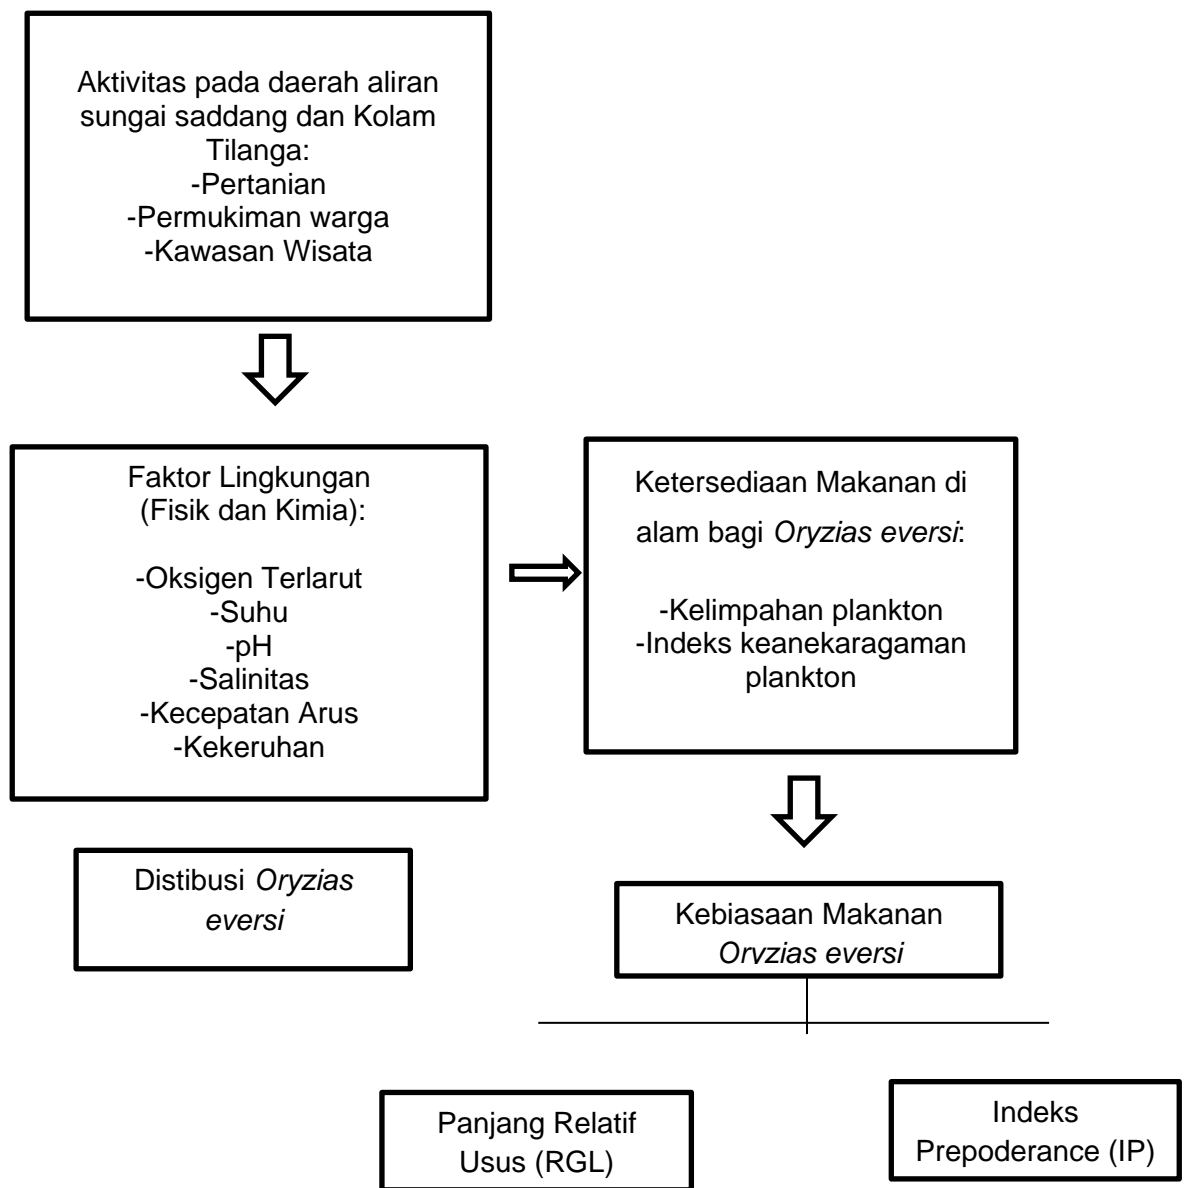 Aktivitas pada daerah aliran
sungai saddang dan Kolam
Tilanga:
-Pertanian
-Permukiman warga
-Kawasan Wisata
Faktor Lingkungan
(Fisik dan Kimia):
-Oksigen Terlarut
-Suhu
-pH
-Salinitas
-Kecepatan Arus
-Kekeruhan
Ketersediaan Makanan di
alam bagi Oryzias eversi:
-Kelimpahan plankton
-Indeks keanekaragaman
plankton
Distibusi Oryzias
eversi
Kebiasaan Makanan
Oryzias eversi
Panjang Relatif
Usus (RGL)
Indeks
Prepoderance (IP)